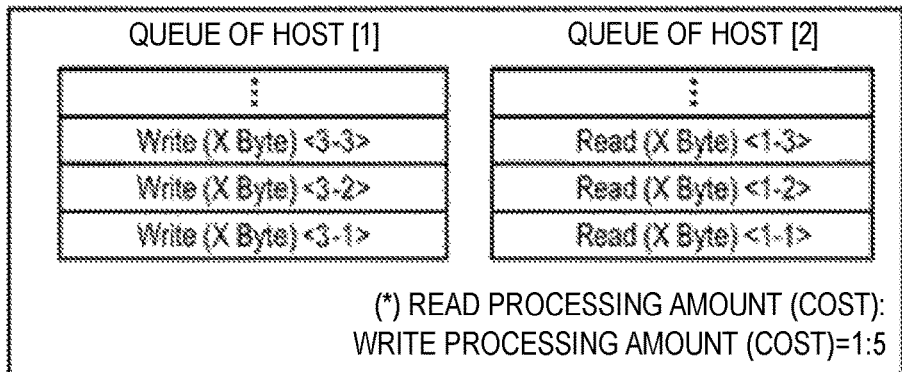 QUEUE OF HOST [1] QUEUE OF HOST [2]
Write (X Byte) <3-3> Read (X Byte) <1-3>
Write (X Byte) <3-2> Read (X Byte) <1-2>
Write (X Byte) <3-1> Read (X Byte) <1-1>
(*) READ PROCESSING AMOUNT (COST):
WRITE PROCESSING AMOUNT (COST)=1:5